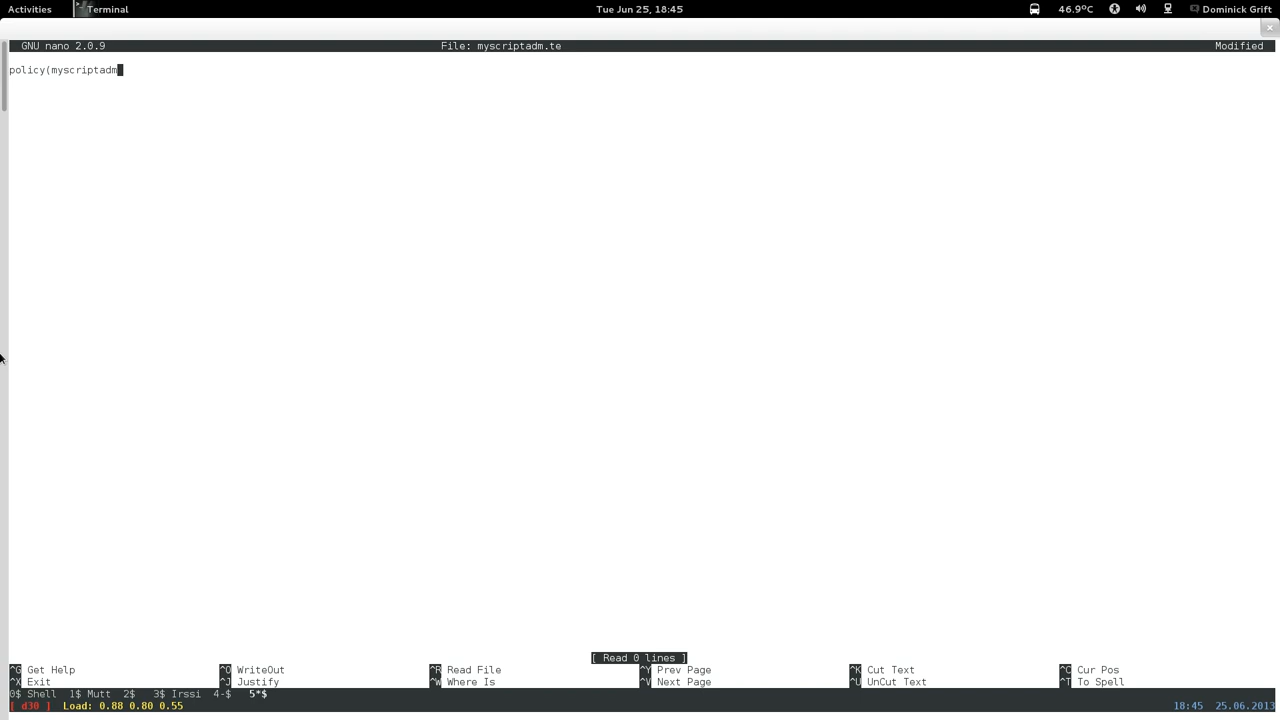 Activities Terminal Tue Jun 25, 18:45 46.9°C Dominick Grift
GNU nano 2.0.9 File: myscriptadm.te Modified
policy(myscriptadm
[ Read 0 lines ]
^G Get Help ^O WriteOut ^R Read File ^Y Prev Page ^K Cut Text ^C Cur Pos
^X Exit ^J Justify ^W Where Is ^V Next Page ^U UnCut Text ^T To Spell
0$ Shell 1$ Mutt 2$ 3$ Irssi 4-$ 5*$
[ d30 ] Load: 0.88 0.80 0.55 18:45 25.06.2013